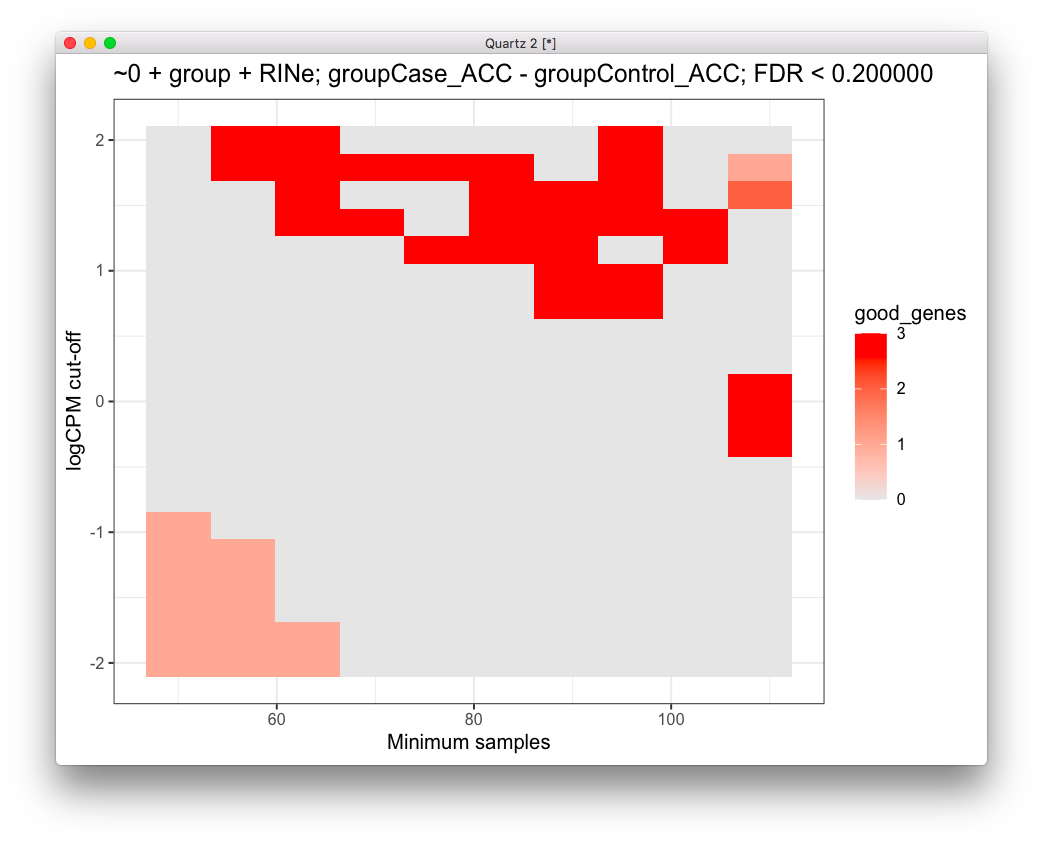 Quartz 2 [*]
~0 + group + RINe; groupCase_ACC - groupControl_ACC; FDR < 0.200000
logCPM cut-off
2
1
0
-1
-2
60
80
100
Minimum samples
good_genes
3
2
1
0